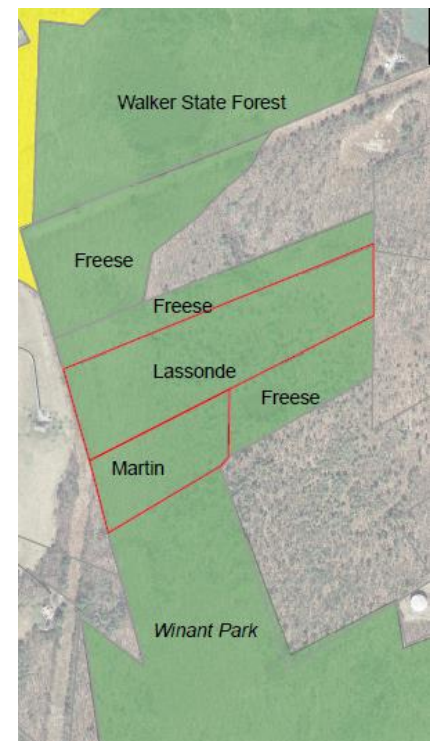 Walker State Forest
Freese
Freese
Lassonde
Freese
Martin
Winant Park